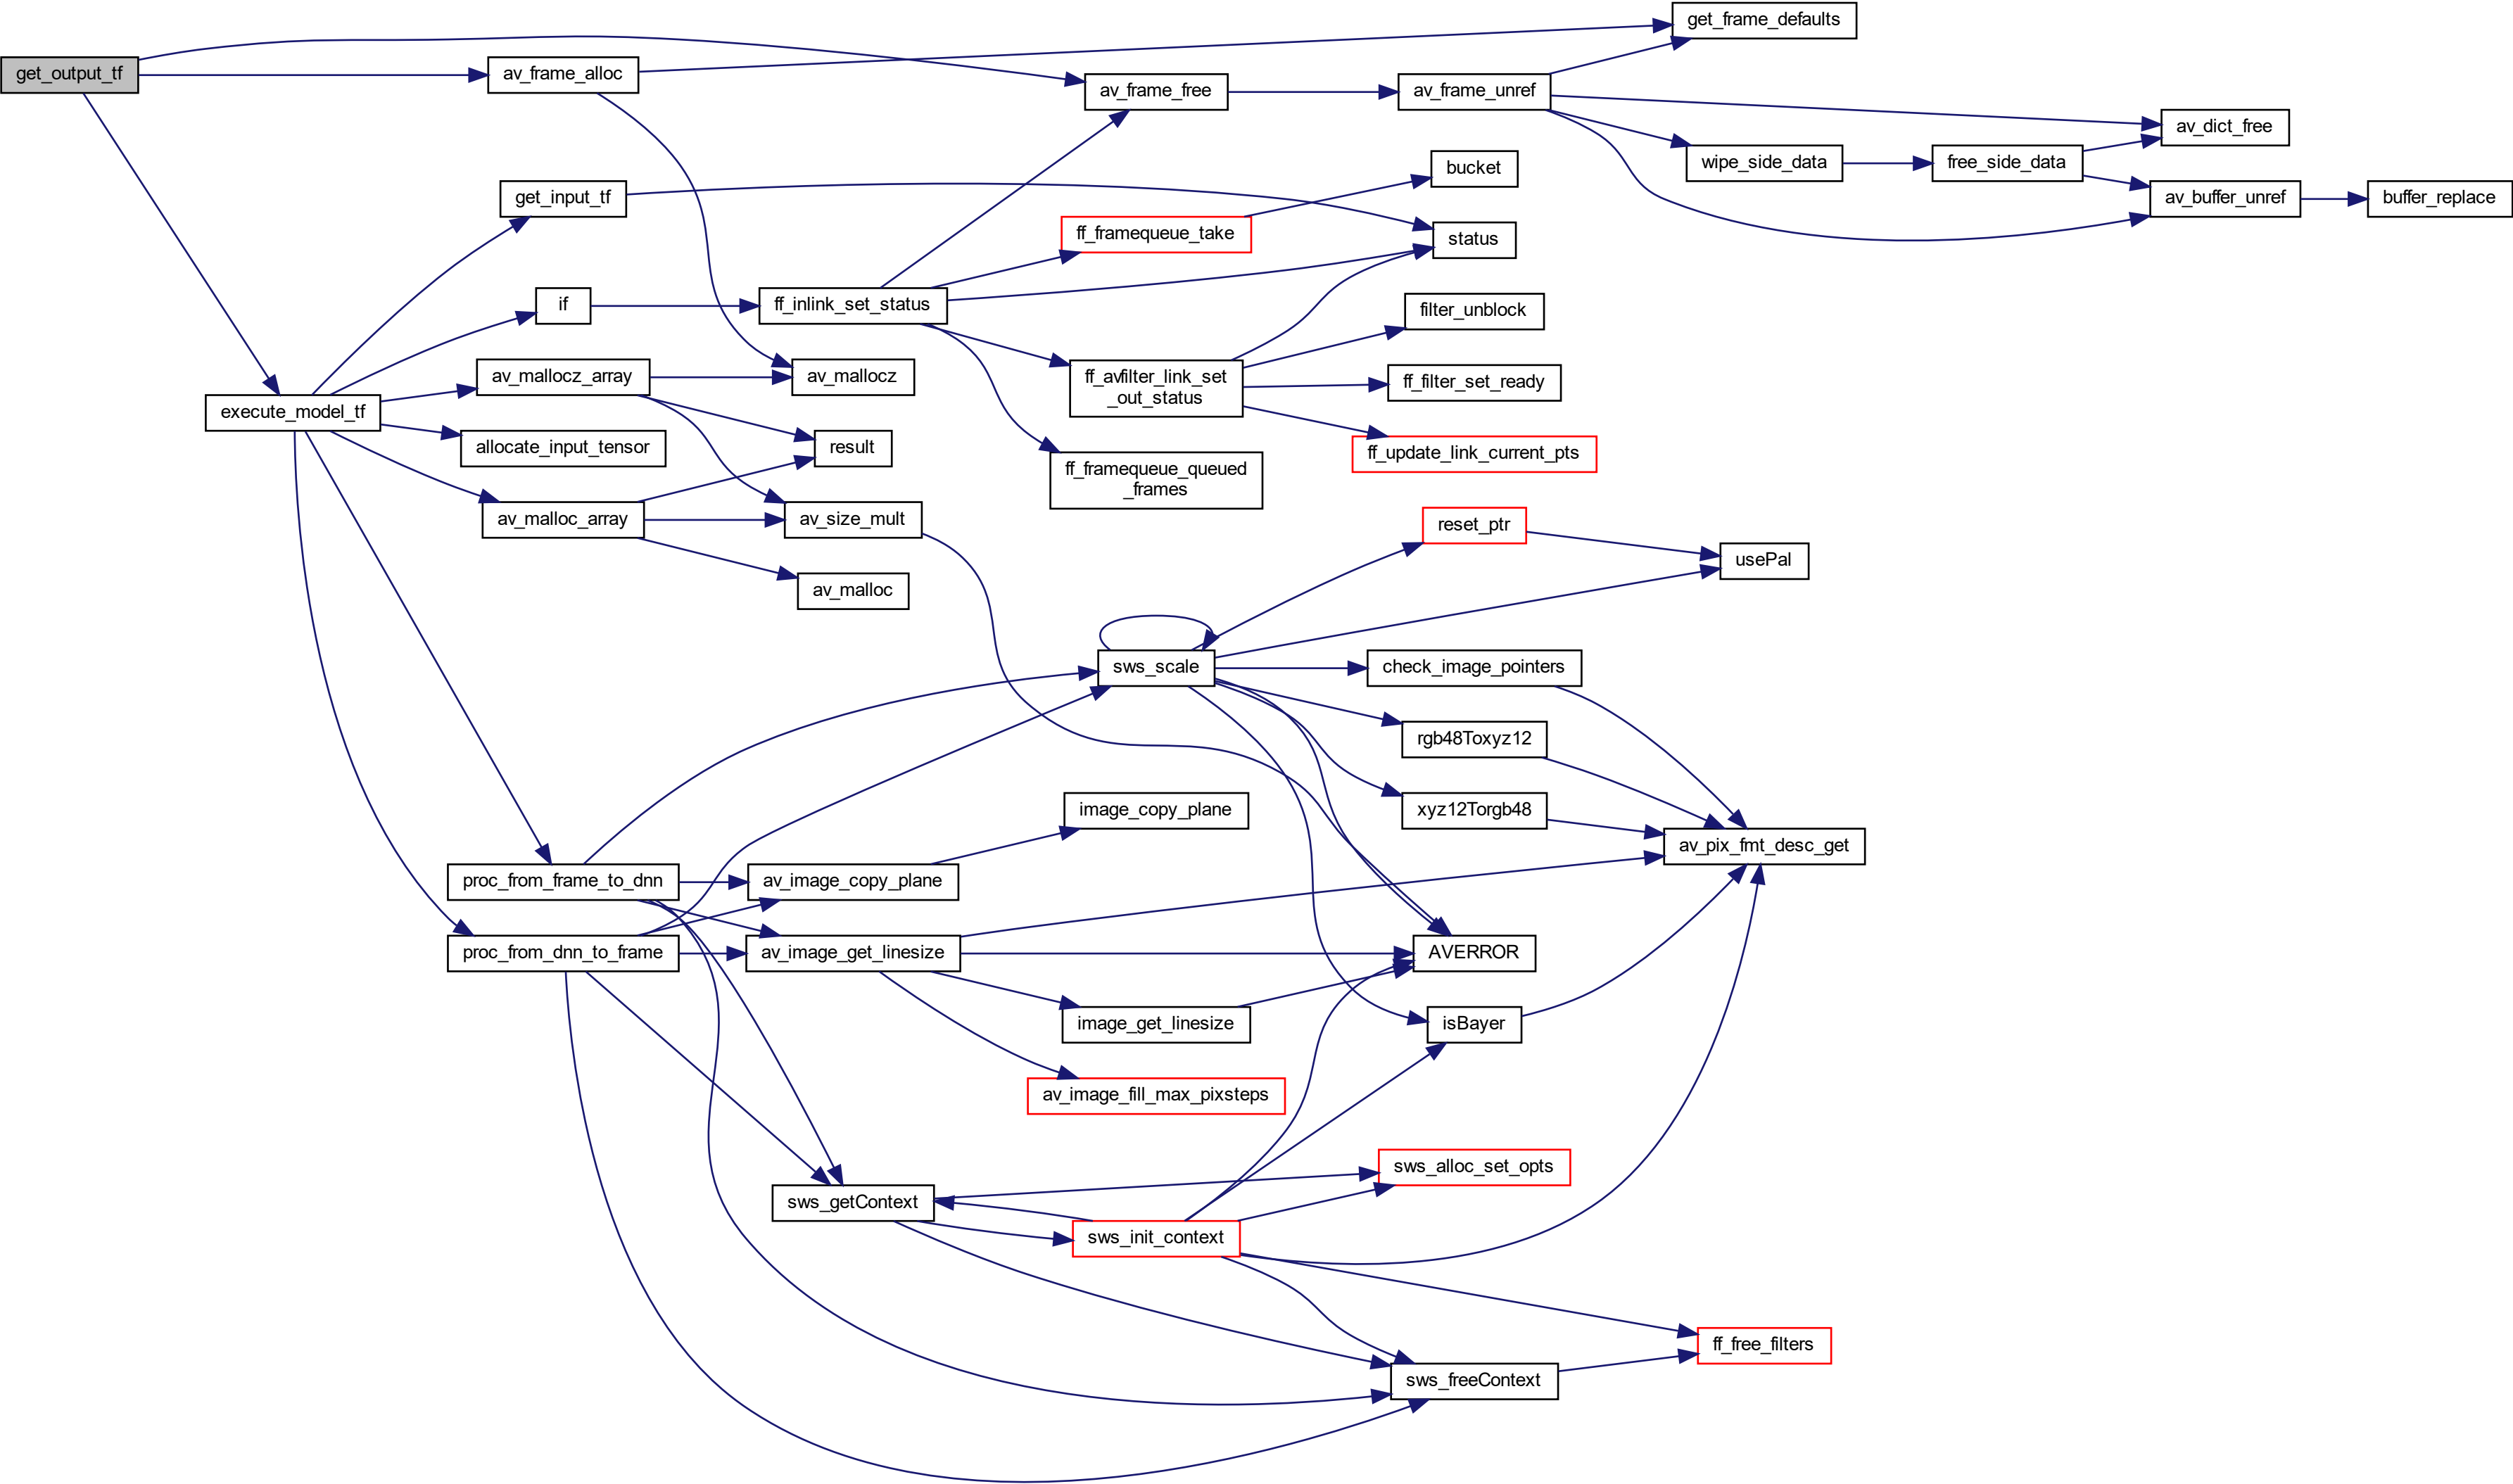 get_output_tf
av_frame_alloc
get_frame_defaults
av_frame_free
av_frame_unref
av_dict_free
wipe_side_data
free_side_data
av_buffer_unref
buffer_replace
get_input_tf
bucket
ff_framequeue_take
status
if
ff_inlink_set_status
filter_unblock
execute_model_tf
av_mallocz_array
av_mallocz
ff_avfilter_link_set
_out_status
ff_filter_set_ready
allocate_input_tensor
result
ff_update_link_current_pts
ff_framequeue_queued
_frames
av_malloc_array
av_size_mult
reset_ptr
usePal
av_malloc
sws_scale
check_image_pointers
rgb48Toxyz12
image_copy_plane
xyz12Torgb48
av_pix_fmt_desc_get
proc_from_frame_to_dnn
av_image_copy_plane
proc_from_dnn_to_frame
av_image_get_linesize
AVERROR
image_get_linesize
isBayer
av_image_fill_max_pixsteps
sws_alloc_set_opts
sws_getContext
sws_init_context
ff_free_filters
sws_freeContext